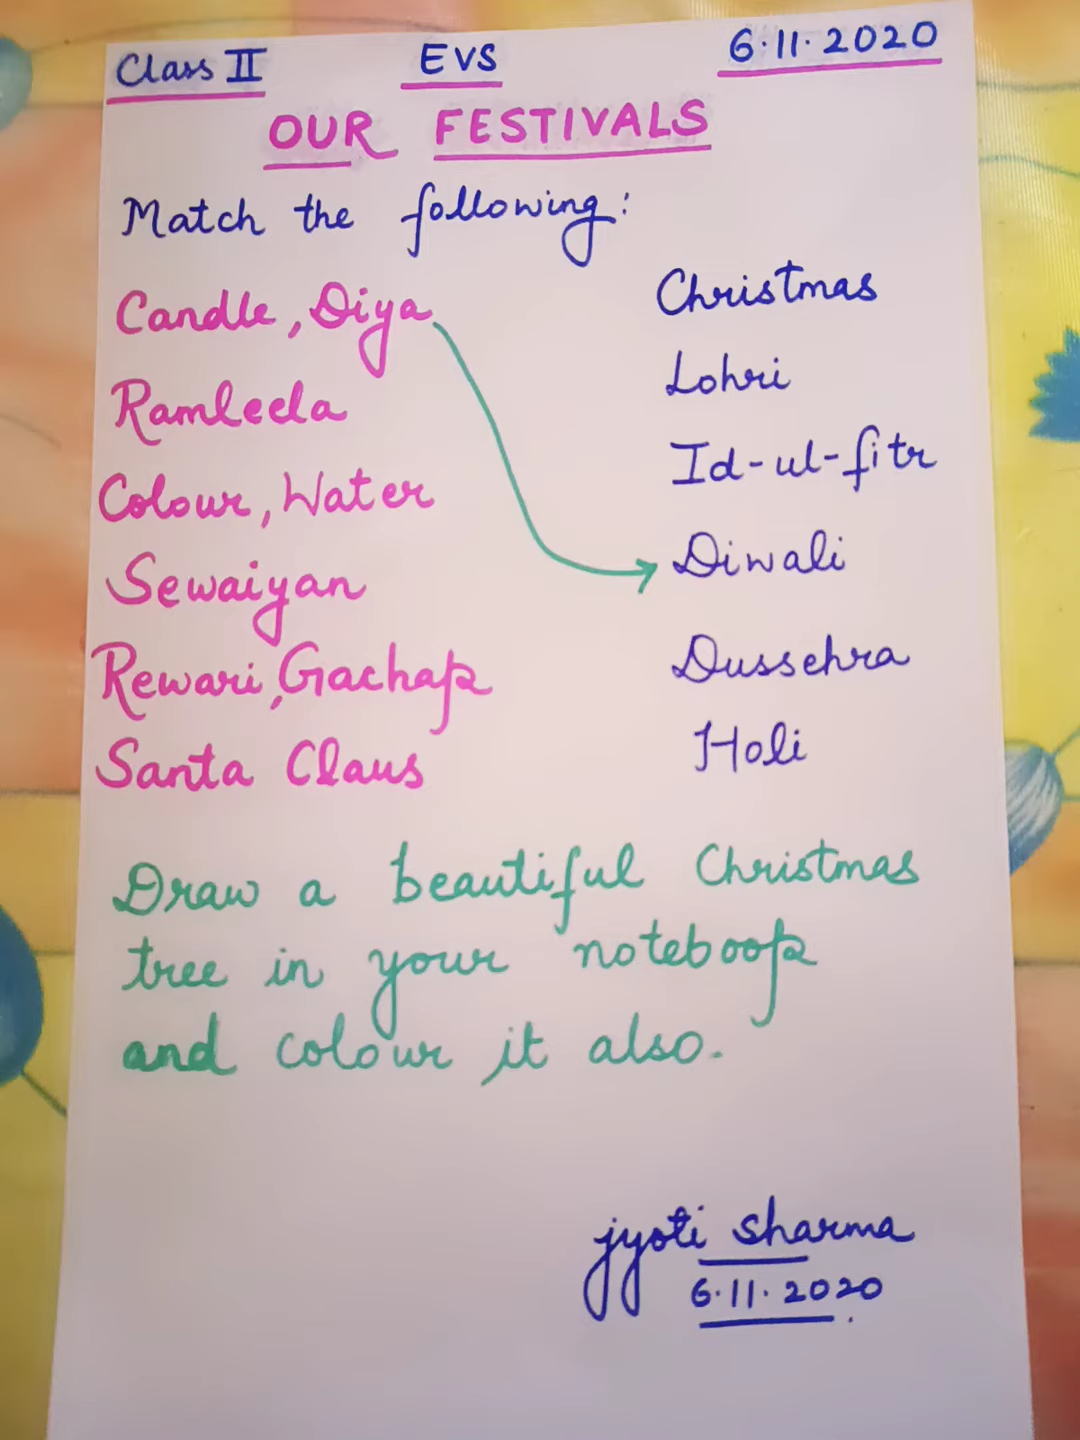 Class II EVS 6.11.2020
OUR FESTIVALS
Match the following:
Candle, Diya Christmas
Ramleela Lohri
Colour, Water Id-ul-fitr
Sewaiyan Diwali
Rewari, Gachak Dussehra
Santa Claus Holi
Draw a beautiful Christmas
tree in your notebook
and colour it also.
jyoti sharma
6.11.2020